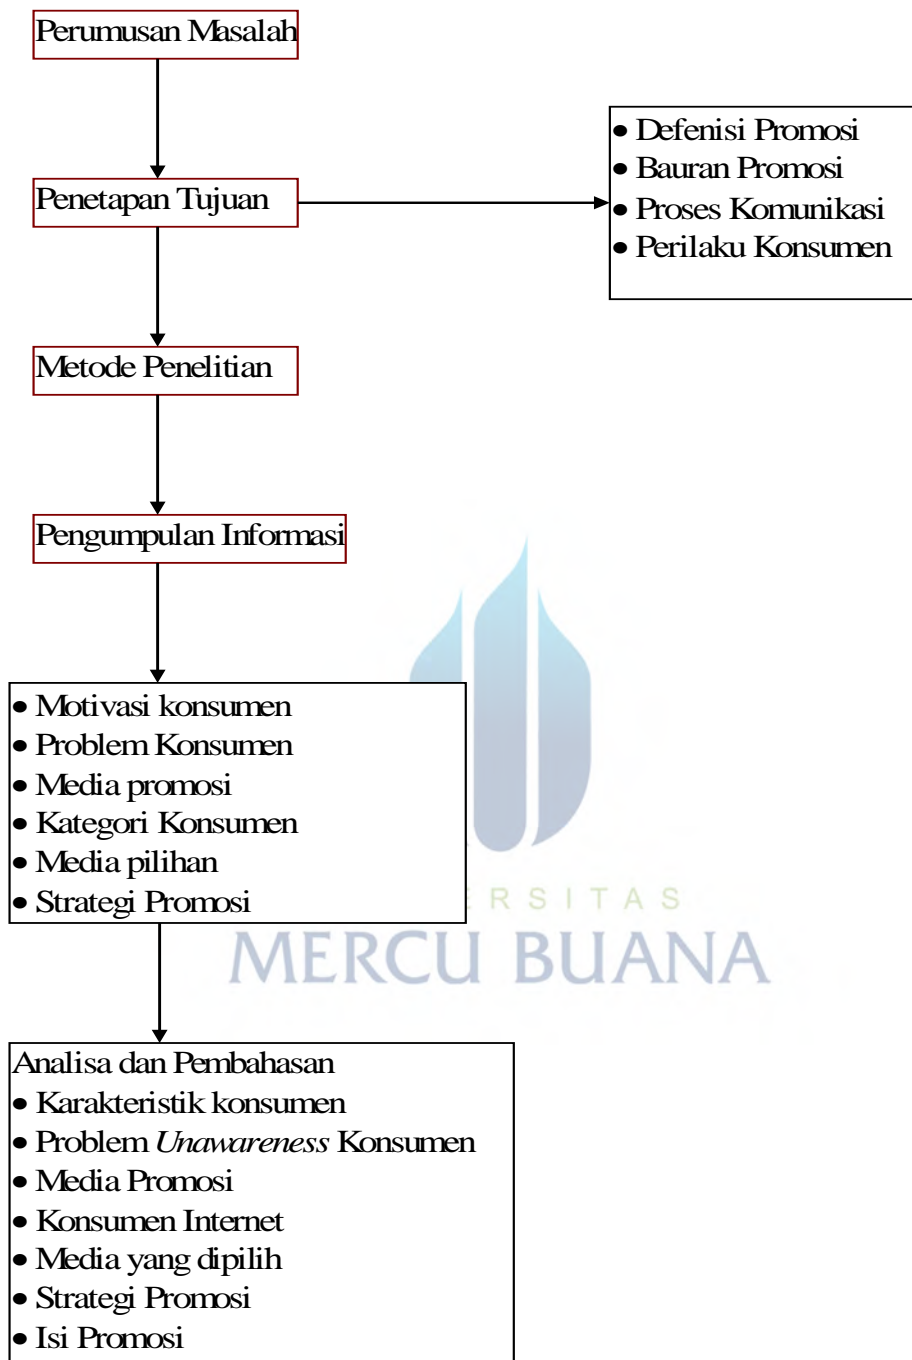 Perumusan Masalah
Penetapan Tujuan
• Defenisi Promosi
• Bauran Promosi
• Proses Komunikasi
• Perilaku Konsumen
Metode Penelitian
Pengumpulan Informasi
• Motivasi konsumen
• Problem Konsumen
• Media promosi
• Kategori Konsumen
• Media pilihan
• Strategi Promosi
ERSITAS
MERCU BUANA
Analisa dan Pembahasan
• Karakteristik konsumen
• Problem Unawareness Konsumen
• Media Promosi
• Konsumen Internet
• Media yang dipilih
• Strategi Promosi
• Isi Promosi